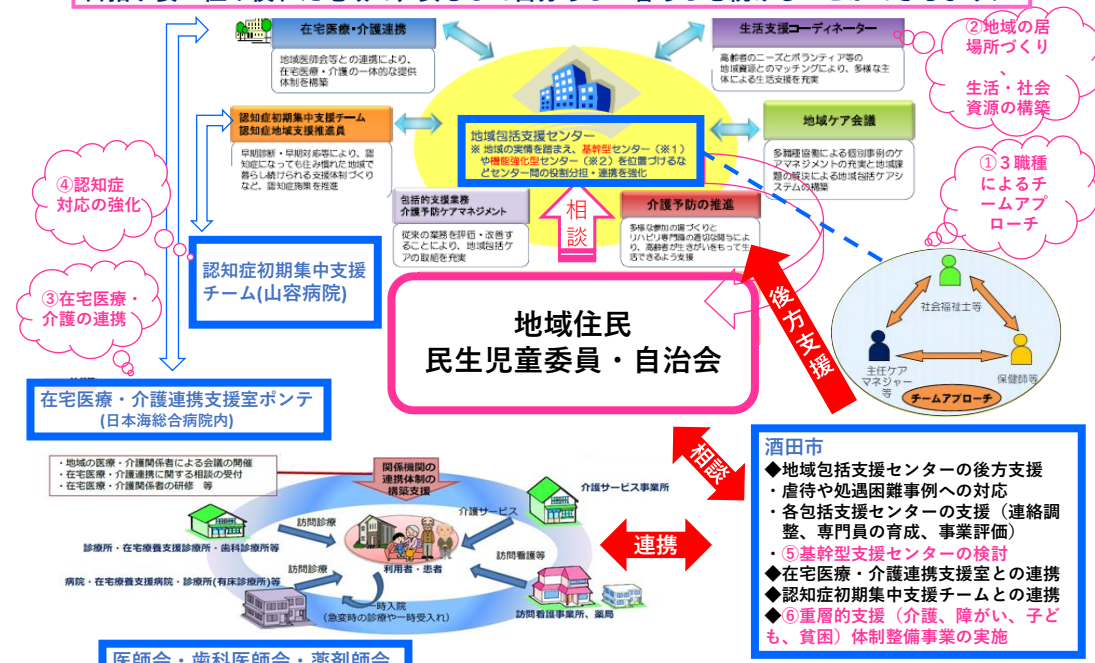 在宅医療・介護連携
地域医師会等との連携により、
在宅医療・介護の一体的な提供
体制を構築
生活支援コーディネーター
高齢者のニーズとボランティア等の
地域資源とのマッチングにより、多様な主
体による生活支援を充実
②地域の居
場所づくり
、
生活・社会
資源の構築
認知症初期集中支援チーム
認知症地域支援推進員
早期診断・早期対応等により、認
知症になっても住み慣れた地域で
暮らし続けられる支援体制づくり
など、認知症施策を推進
地域包括支援センター
※ 地域の実情を踏まえ、基幹型センター（※１）
や機能強化型センター（※２）を位置づけるな
どセンター間の役割分担・連携を強化
地域ケア会議
多職種協働による個別事例のケ
アマネジメントの充実と地域課
題の解決による地域包括ケアシ
ステムの構築
①３職種
によるチ
ームアプ
ローチ
④認知症
対応の強化
包括的支援業務
介護予防ケアマネジメント
従来の業務を評価・改善す
ることにより、地域包括ケ
アの取組を充実
相談
介護予防の推進
多様な参加の場づくりと
リハビリ専門職の適切な関与によ
り、高齢者が生きがいをもって生
活できるよう支援
認知症初期集中支援
チーム(山容病院)
③在宅医療・
介護の連携
地域住民
民生児童委員・自治会
後方支援
社会福祉士等
主任ケア
マネジャー
等
保健師等
チームアプローチ
在宅医療・介護連携支援室ポンテ
(日本海総合病院内)
相談
酒田市
◆地域包括支援センターの後方支援
・虐待や処遇困難事例への対応
・各包括支援センターの支援（連絡調
整、専門員の育成、事業評価）
・⑤基幹型支援センターの検討
◆在宅医療・介護連携支援室との連携
◆認知症初期集中支援チームとの連携
◆⑥重層的支援（介護、障がい、子ど
も、貧困）体制整備事業の実施
・地域の医療・介護関係者による会議の開催
・在宅医療・介護連携に関する相談の受付
・在宅医療・介護関係者の研修　等
関係機関の
連携体制の
構築支援
介護サービス事業所
介護サービス
訪問診療
診療所・在宅療養支援診療所・歯科診療所等
利用者・患者
訪問看護等
連携
訪問診療
病院・在宅療養支援病院・診療所(有床診療所)等
一時入院
（急変時の診療や一時受入れ）
訪問看護事業所、薬局
医師会・歯科医師会・薬剤師会